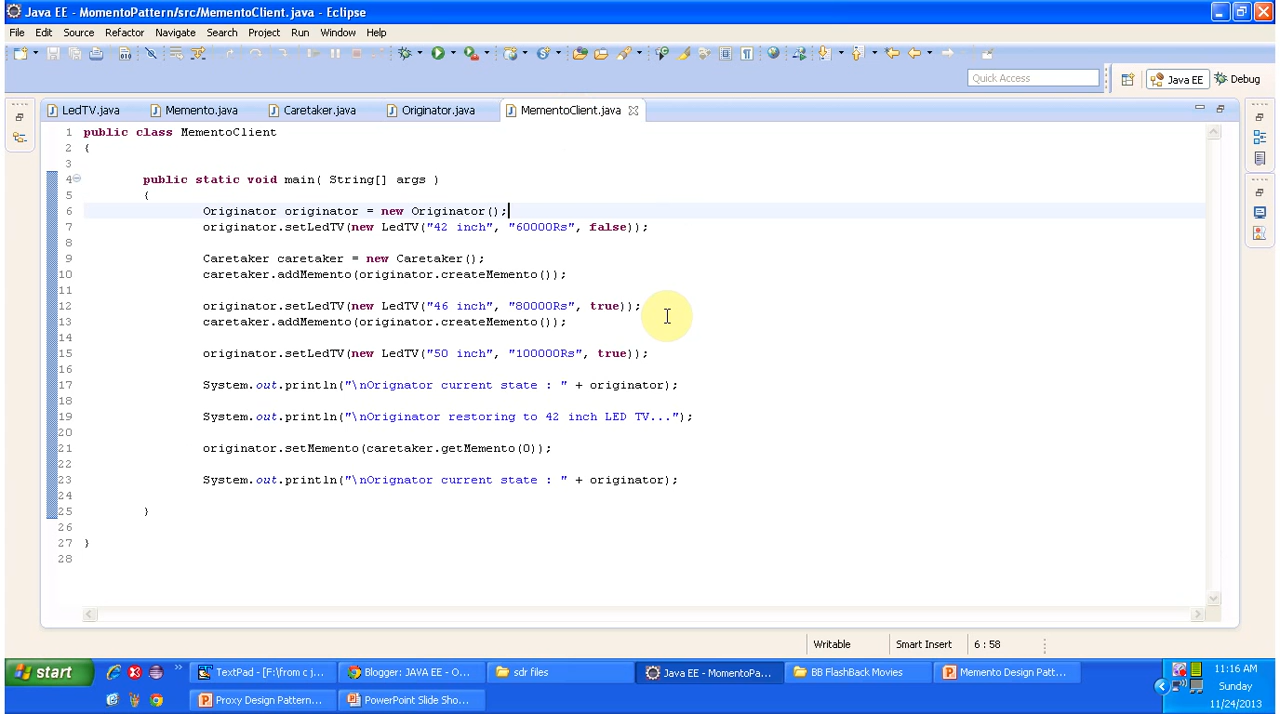 Java EE - MomentoPattern/src/MementoClient.java - Eclipse
File Edit Source Refactor Navigate Search Project Run Window Help
Quick Access
Java EE
Debug
LedTV.java
Memento.java
Caretaker.java
Originator.java
MementoClient.java
1 public class MementoClient
2 {
3
4 public static void main( String[] args )
5 {
6 Originator originator = new Originator();
7 originator.setLedTV(new LedTV("42 inch", "60000Rs", false));
8
9 Caretaker caretaker = new Caretaker();
10 caretaker.addMemento(originator.createMemento());
11
12 originator.setLedTV(new LedTV("46 inch", "80000Rs", true));
13 caretaker.addMemento(originator.createMemento());
14
15 originator.setLedTV(new LedTV("50 inch", "100000Rs", true));
16
17 System.out.println("\nOrignator current state : " + originator);
18
19 System.out.println("\nOriginator restoring to 42 inch LED TV...");
20
21 originator.setMemento(caretaker.getMemento(0));
22
23 System.out.println("\nOrignator current state : " + originator);
24
25 }
26
27 }
28
Writable
Smart Insert
6 : 58
start
TextPad - [F:\from c j...
Blogger: JAVA EE - O...
sdr files
Java EE - MomentoPa...
BB FlashBack Movies
Memento Design Patt...
11:16 AM
Proxy Design Pattern...
PowerPoint Slide Sho...
Sunday
11/24/2013